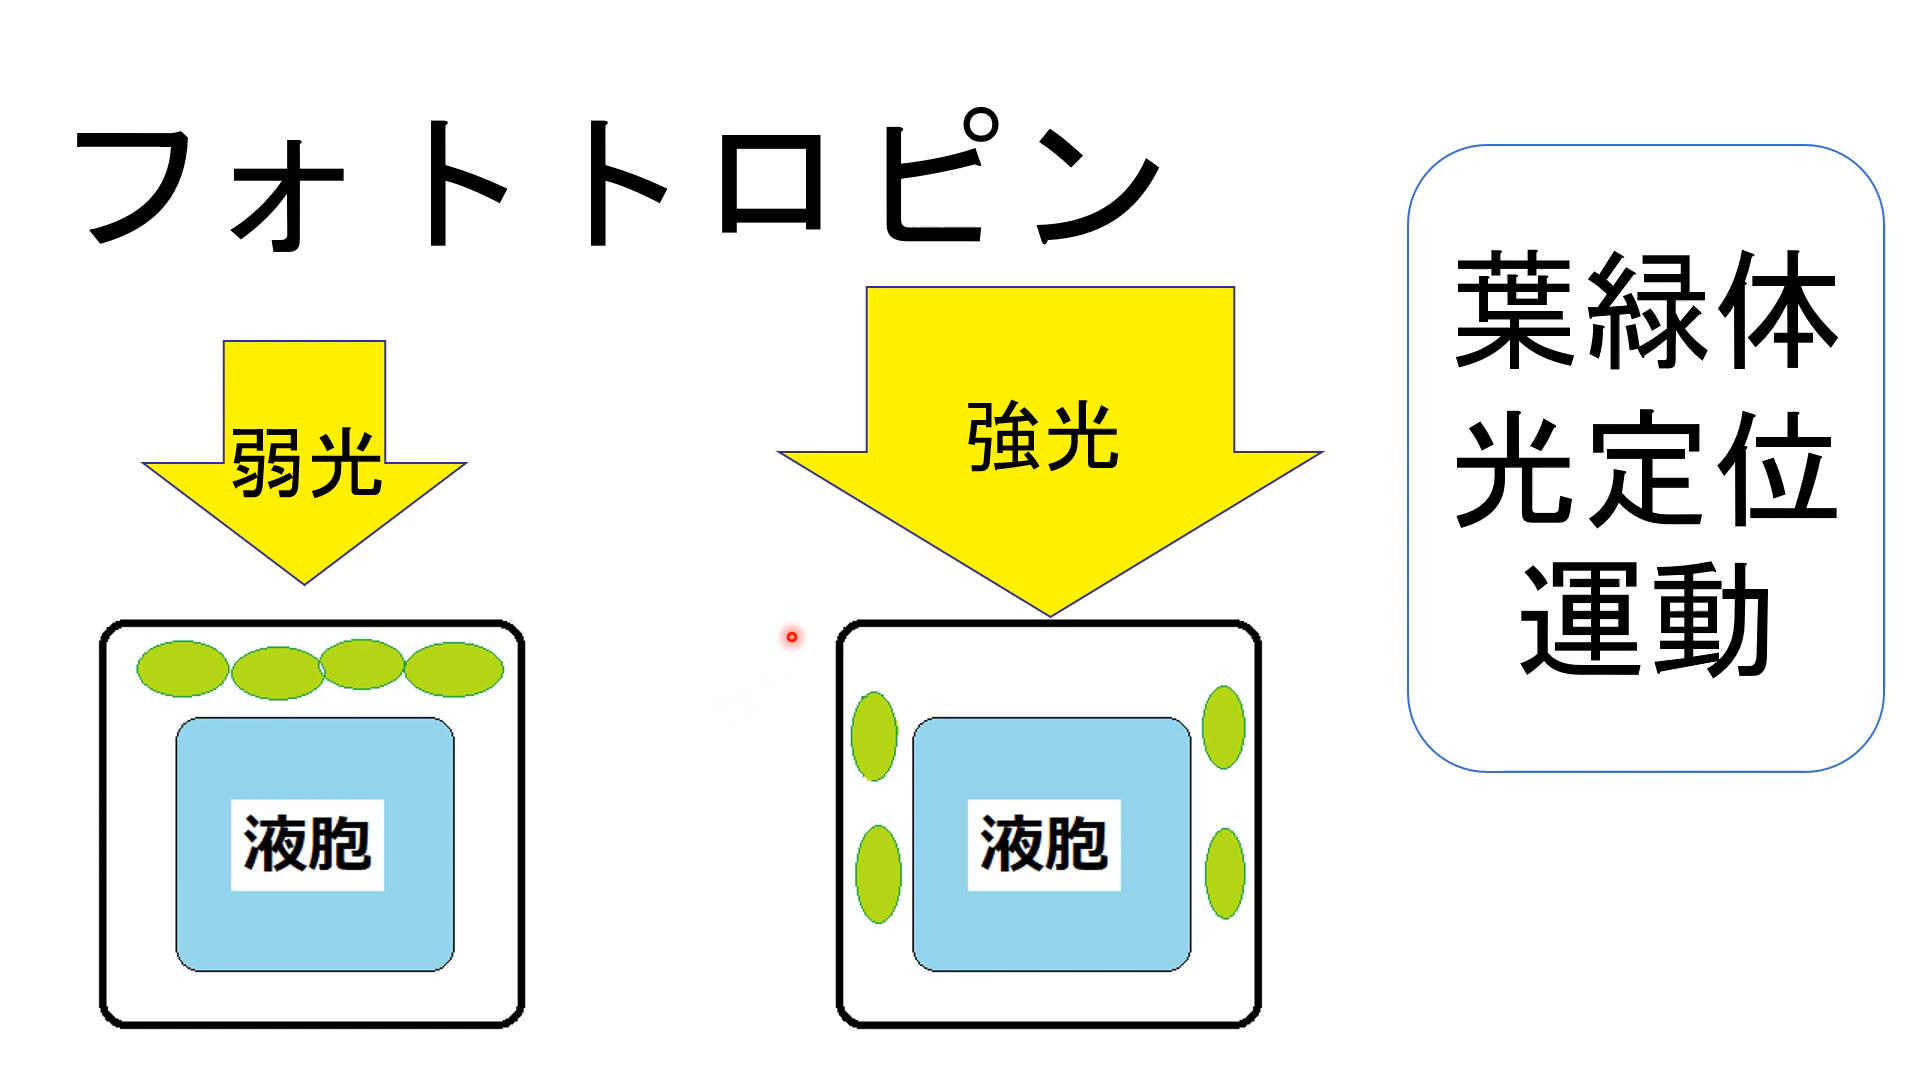 フォトトロピン
弱光
強光
液胞
液胞
葉緑体
光定位
運動